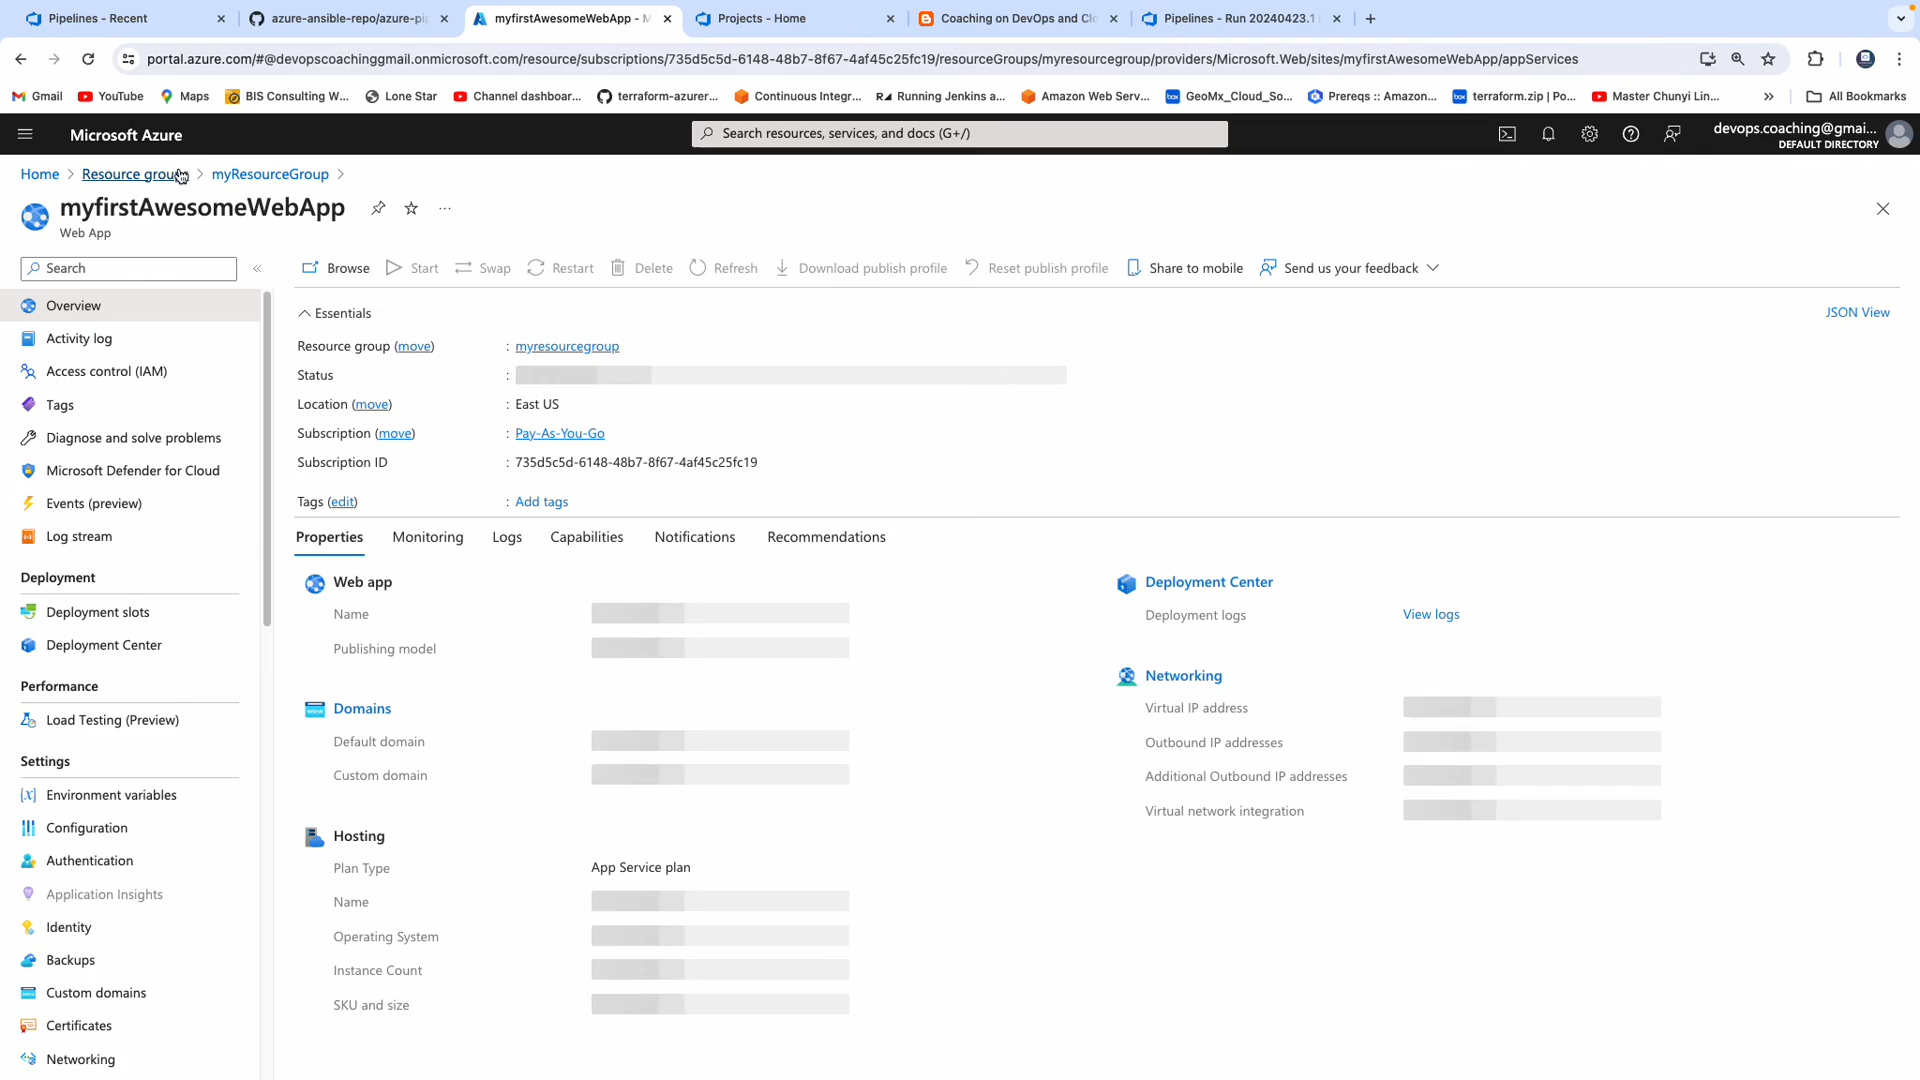 Pipelines - Recent
azure-ansible-repo/azure-pip
myfirstAwesomeWebApp - M
Projects - Home
Coaching on DevOps and Clo
Pipelines - Run 20240423.1
portal.azure.com/#@devopscoachinggmail.onmicrosoft.com/resource/subscriptions/735d5c5d-6148-48b7-8f67-4af45c25fc19/resourceGroups/myresourcegroup/providers/Microsoft.Web/sites/myfirstAwesomeWebApp/appServices
Gmail YouTube Maps BIS Consulting W... Lone Star Channel dashboar... terraform-azurer... Continuous Integr... Running Jenkins a... Amazon Web Serv... GeoMx_Cloud_So... Prereqs :: Amazon... terraform.zip | Po... Master Chunyi Lin... » All Bookmarks
Microsoft Azure
Search resources, services, and docs (G+/)
devops.coaching@gmai...
DEFAULT DIRECTORY
Home > Resource groups > myResourceGroup >
myfirstAwesomeWebApp ...
Web App
Search «
Browse Start Swap Restart Delete Refresh Download publish profile Reset publish profile Share to mobile Send us your feedback
Overview
Activity log
Access control (IAM)
Tags
Diagnose and solve problems
Microsoft Defender for Cloud
Events (preview)
Log stream
Deployment
Deployment slots
Deployment Center
Performance
Load Testing (Preview)
Settings
Environment variables
Configuration
Authentication
Application Insights
Identity
Backups
Custom domains
Certificates
Networking
Essentials
JSON View
Resource group (move) : myresourcegroup
Status :
Location (move) : East US
Subscription (move) : Pay-As-You-Go
Subscription ID : 735d5c5d-6148-48b7-8f67-4af45c25fc19
Tags (edit) : Add tags
Properties Monitoring Logs Capabilities Notifications Recommendations
Web app
Name
Publishing model
Domains
Default domain
Custom domain
Hosting
Plan Type App Service plan
Name
Operating System
Instance Count
SKU and size
Deployment Center
Deployment logs View logs
Networking
Virtual IP address
Outbound IP addresses
Additional Outbound IP addresses
Virtual network integration